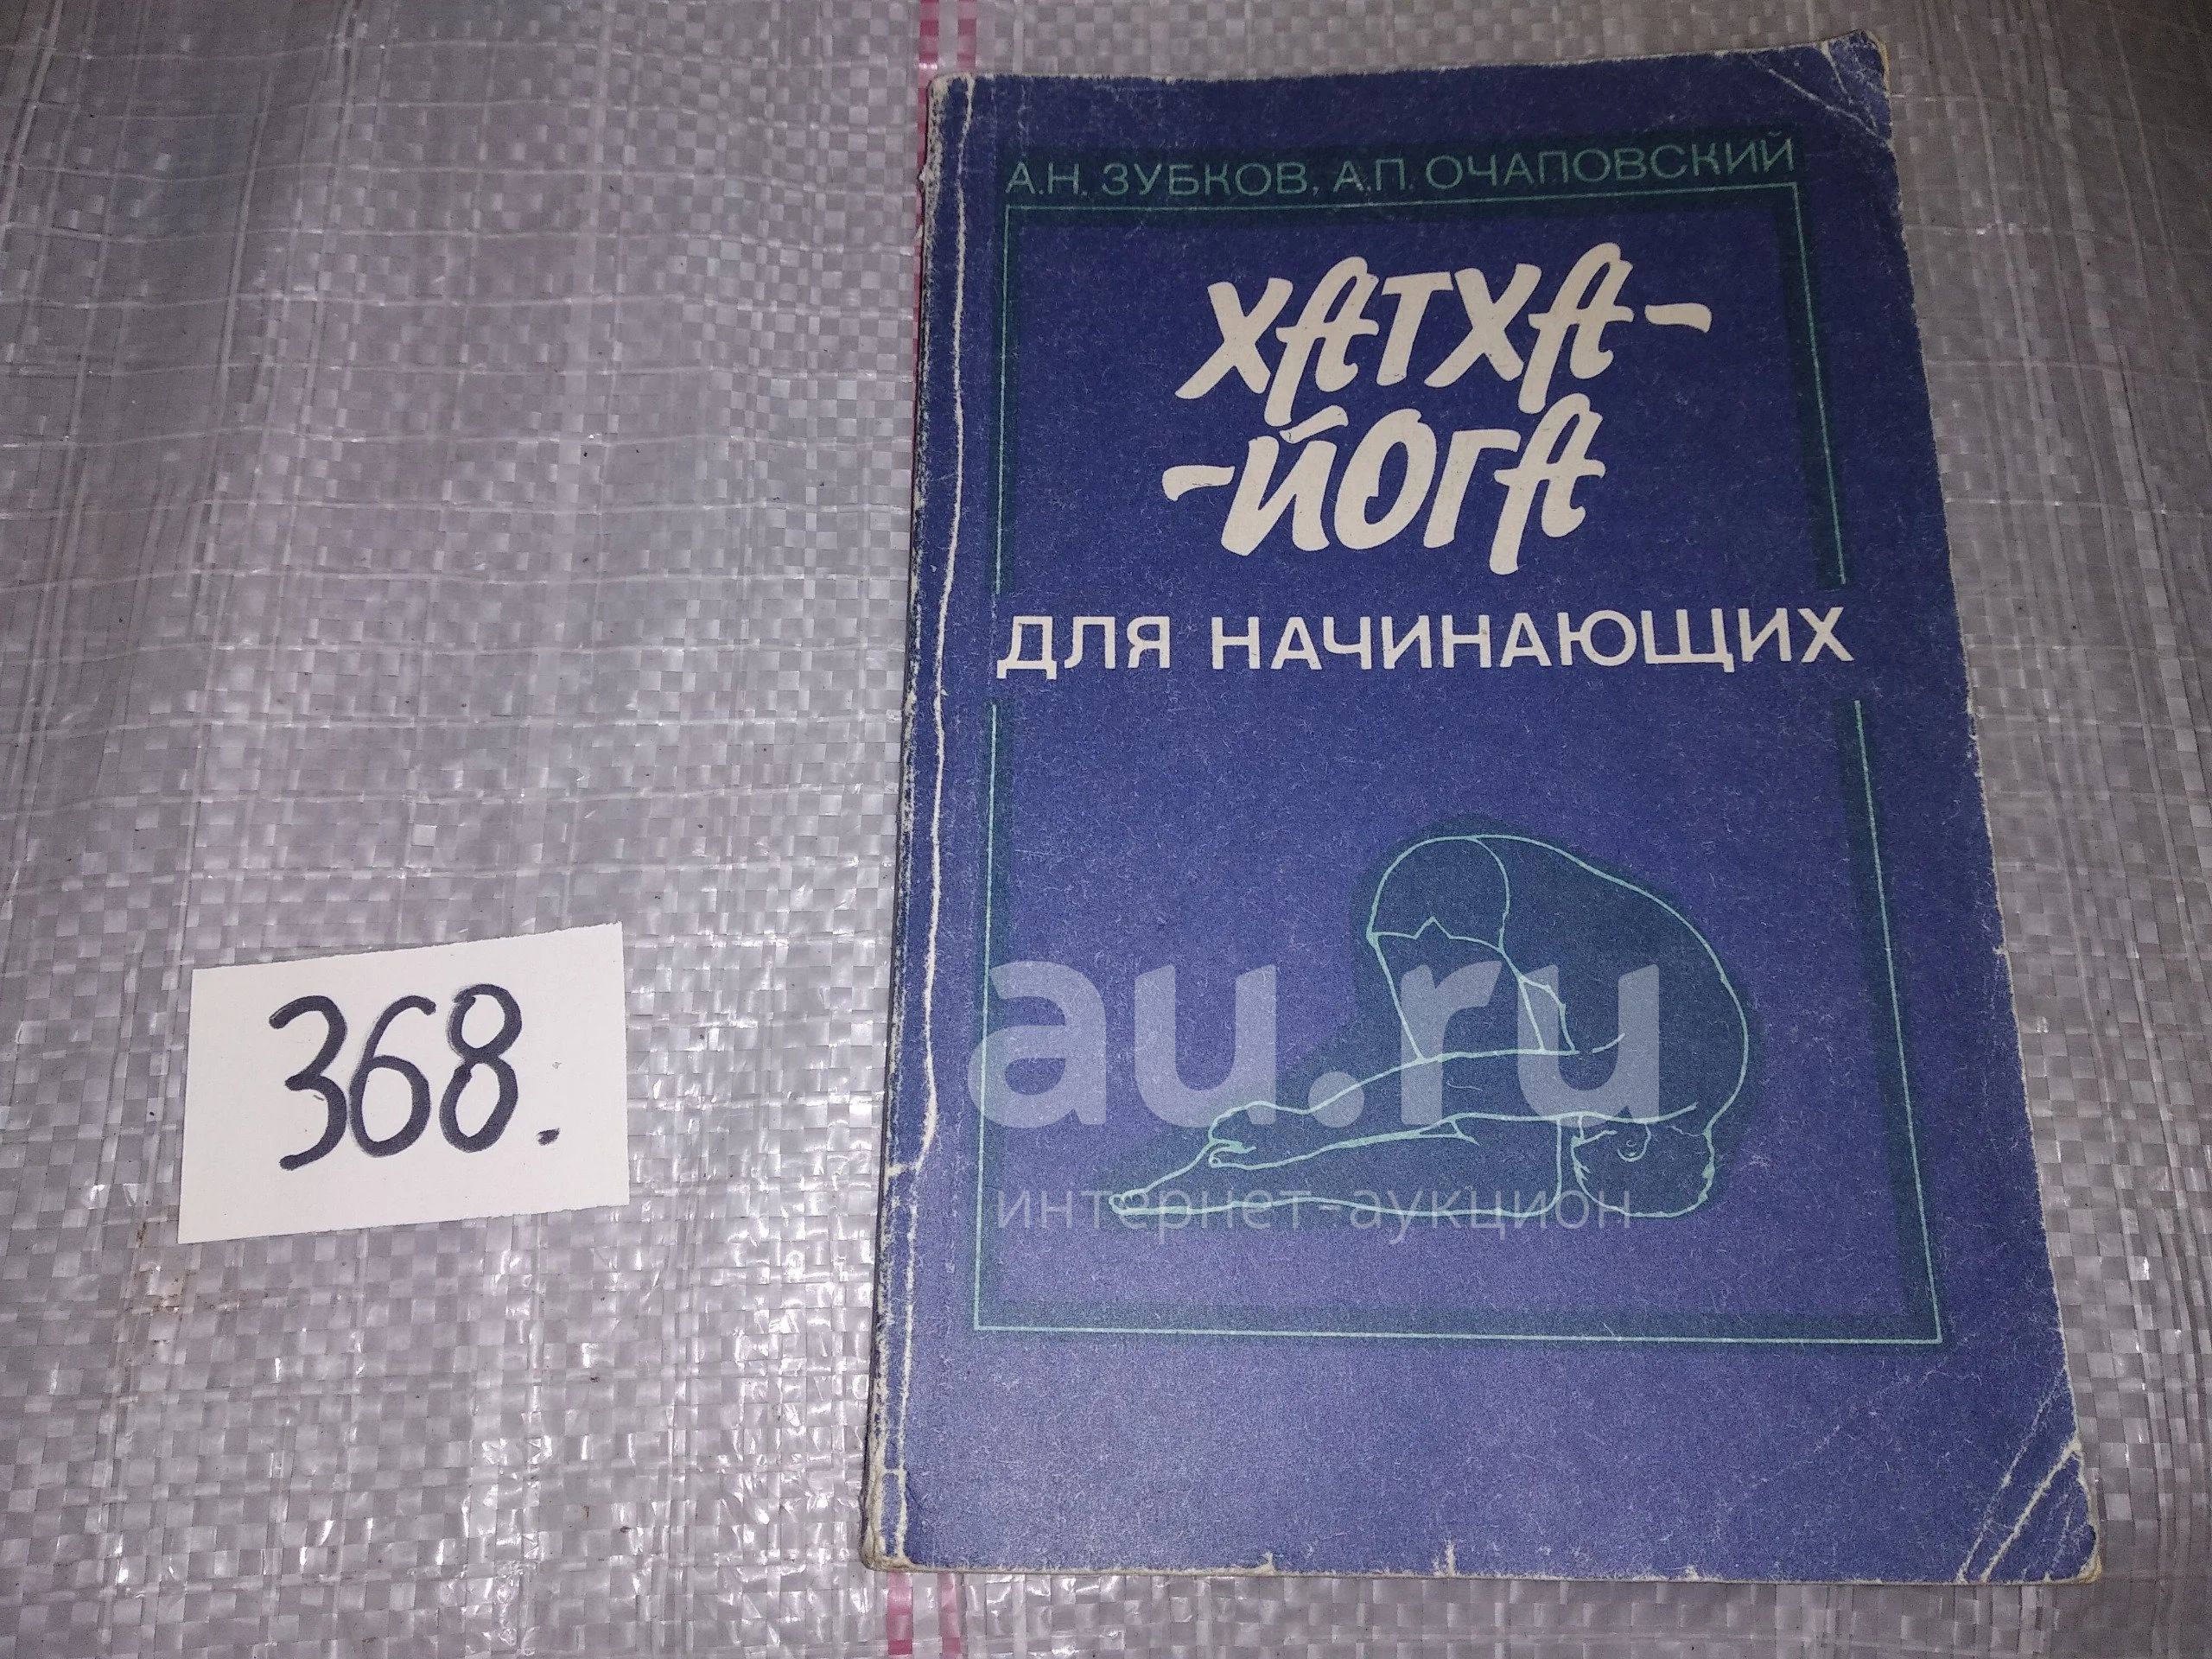 А.Н. ЗУБКОВ, А.П. ОЧАПОВСКИЙ
ХАТХА-
-ЙОГА
ДЛЯ НАЧИНАЮЩИХ
368.
au.ru
интернет-аукцион